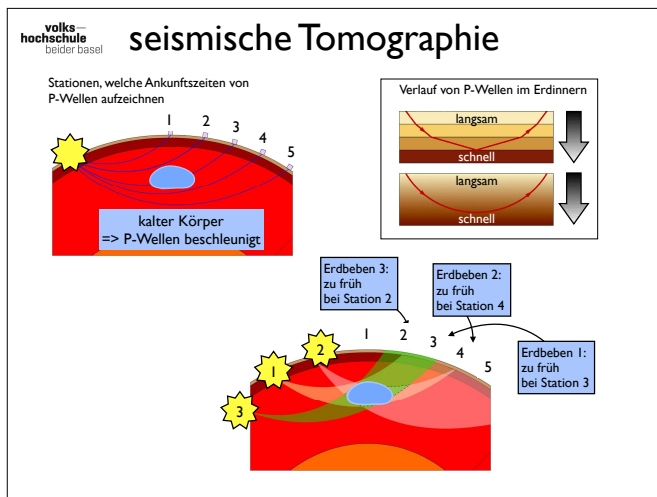 volks—
hochschule
beider basel
seismische Tomographie
Stationen, welche Ankunftszeiten von
P-Wellen aufzeichnen
1 2 3 4 5
kalter Körper
=> P-Wellen beschleunigt
Verlauf von P-Wellen im Erdinnern
langsam
schnell
langsam
schnell
Erdbeben 3:
zu früh
bei Station 2
Erdbeben 2:
zu früh
bei Station 4
Erdbeben 1:
zu früh
bei Station 3
1 2 3 4 5
2
1
3